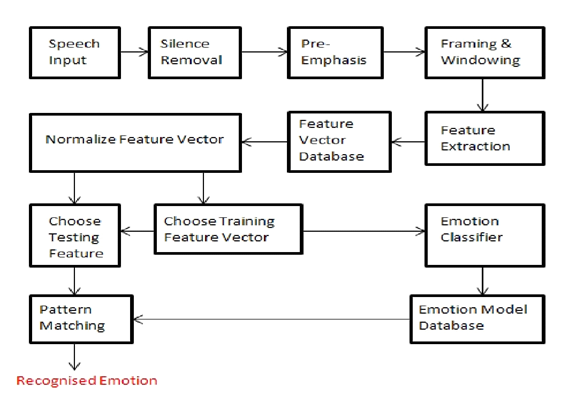 Speech
Input
Silence
Removal
Pre-
Emphasis
Framing &
Windowing
Normalize Feature Vector
Feature
Vector
Database
Feature
Extraction
Choose
Testing
Feature
Choose Training
Feature Vector
Emotion
Classifier
Pattern
Matching
Emotion Model
Database
Recognised Emotion